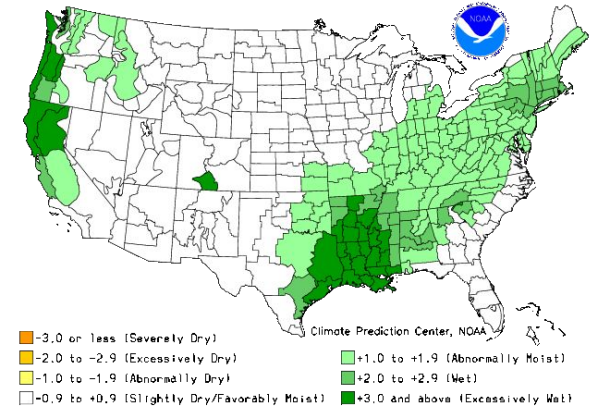 NOAA
Climate Prediction Center, NOAA
-3.0 or less (Severely Dry)
-2.0 to -2.9 (Excessively Dry)
-1.0 to -1.9 (Abnormally Dry)
-0.9 to +0.9 (Slightly Dry/Favorably Moist)
+1.0 to +1.9 (Abnormally Moist)
+2.0 to +2.9 (Wet)
+3.0 and above (Excessively Wet)